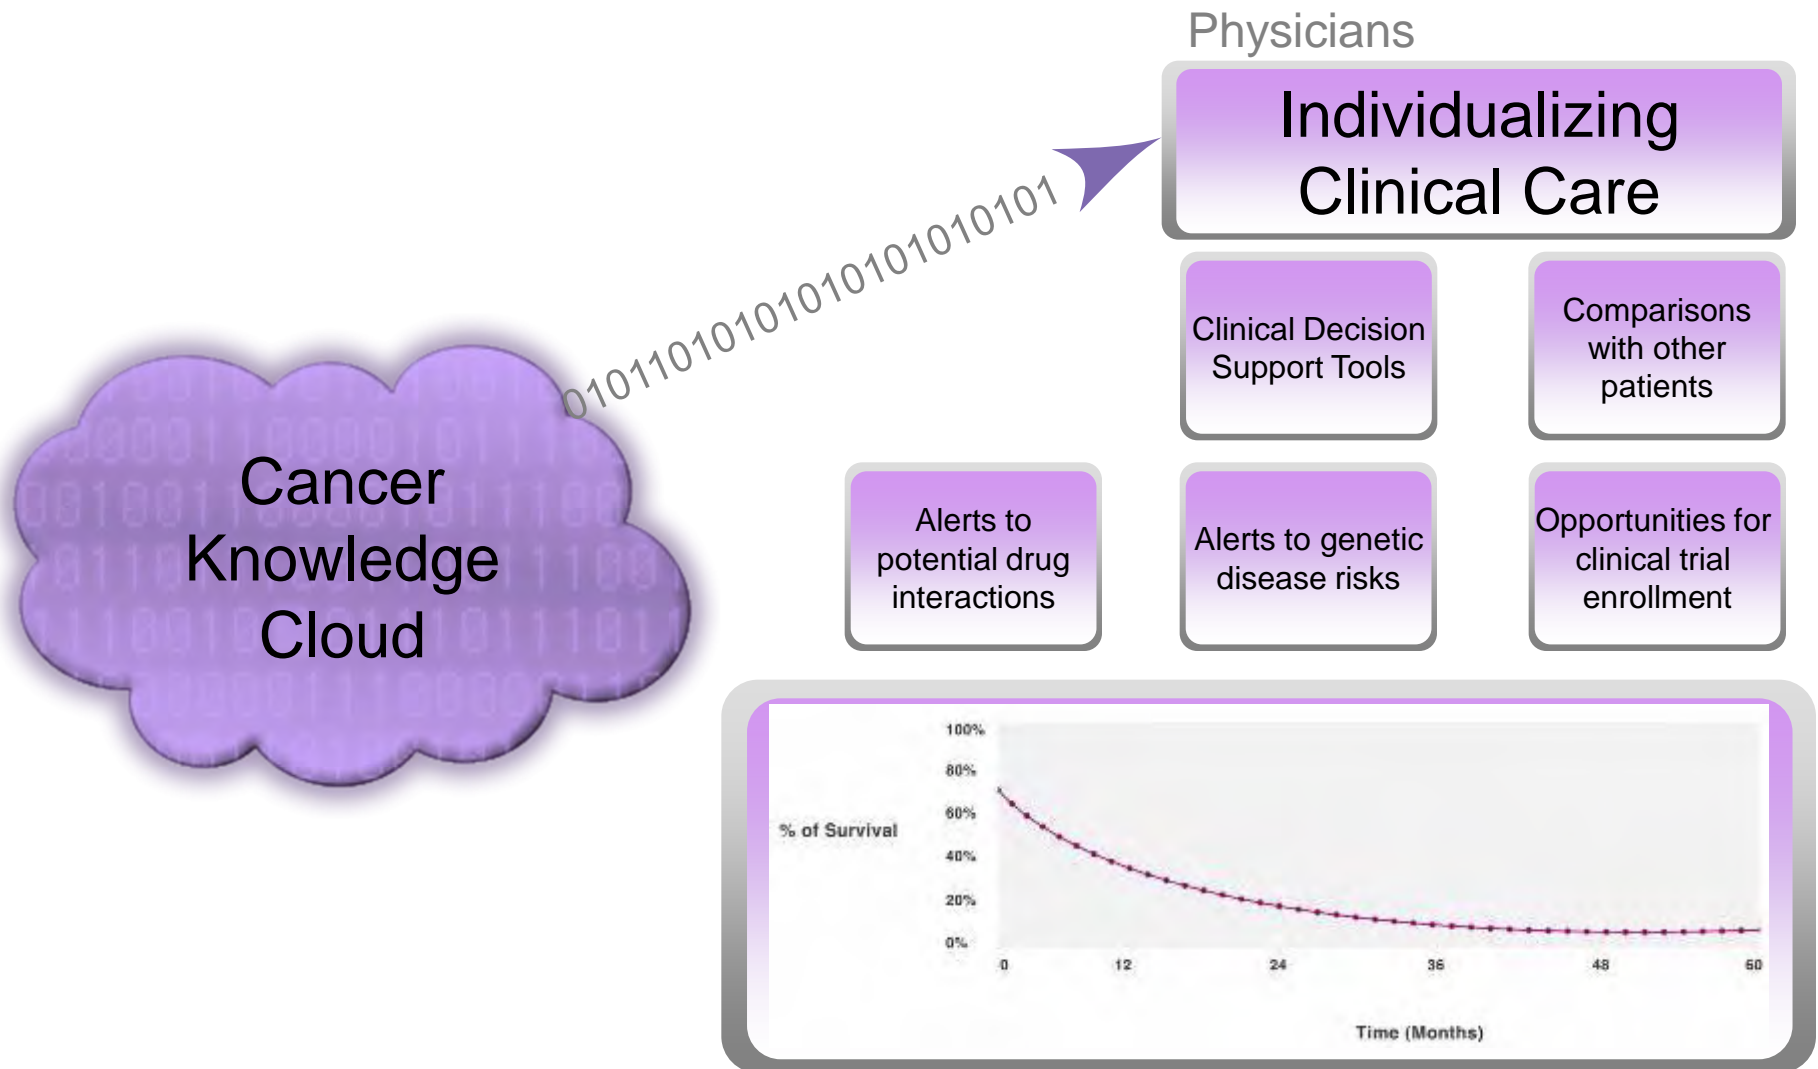 Physicians
Individualizing
Clinical Care
01011010101010101010101
Cancer
Knowledge
Cloud
Clinical Decision
Support Tools
Comparisons
with other
patients
Alerts to
potential drug
interactions
Alerts to genetic
disease risks
Opportunities for
clinical trial
enrollment
100%
80%
60%
40%
20%
0%
% of Survival
0 12 24 36 48 60
Time (Months)